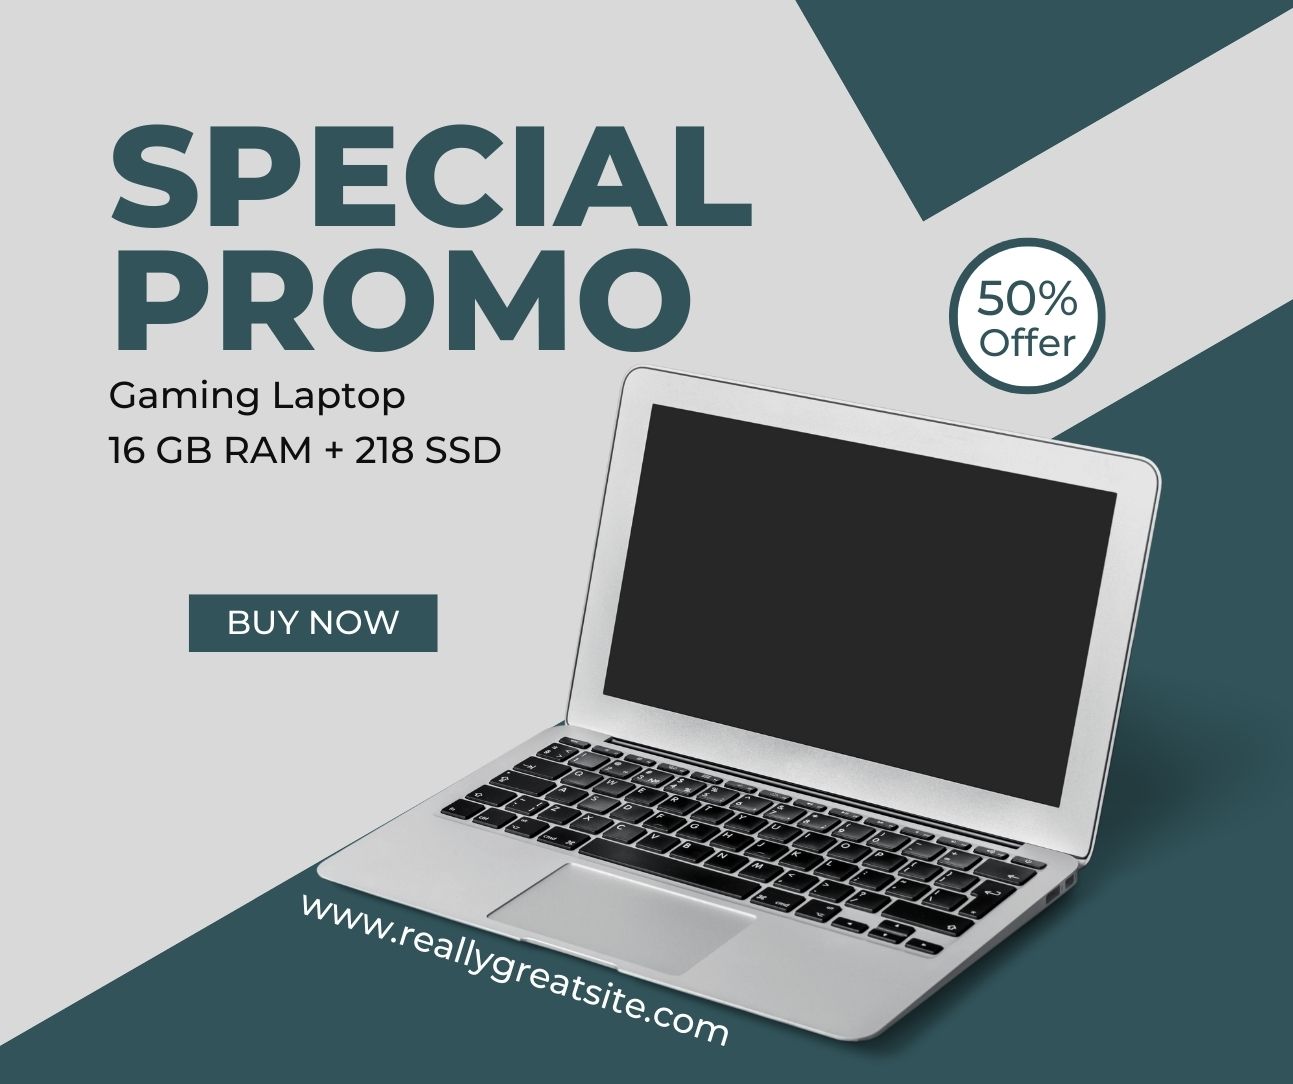 SPECIAL
PROMO
Gaming Laptop
16 GB RAM + 218 SSD
50%
Offer
BUY NOW
www.reallygreatsite.com